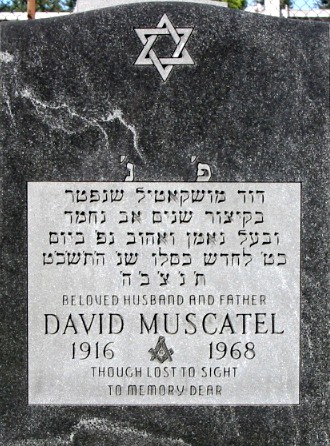 פ' נ'
דוד מושקאטיל שנפטר
בקיצור שנים אב נחמד
ובעל נאמן ואהוב נפ ביום
כט' לחדש כסלו שנ' התשכ"ט
ת' נ' צ' ב' ה'
BELOVED HUSBAND AND FATHER
DAVID MUSCATEL
1916 G 1968
THOUGH LOST TO SIGHT
TO MEMORY DEAR